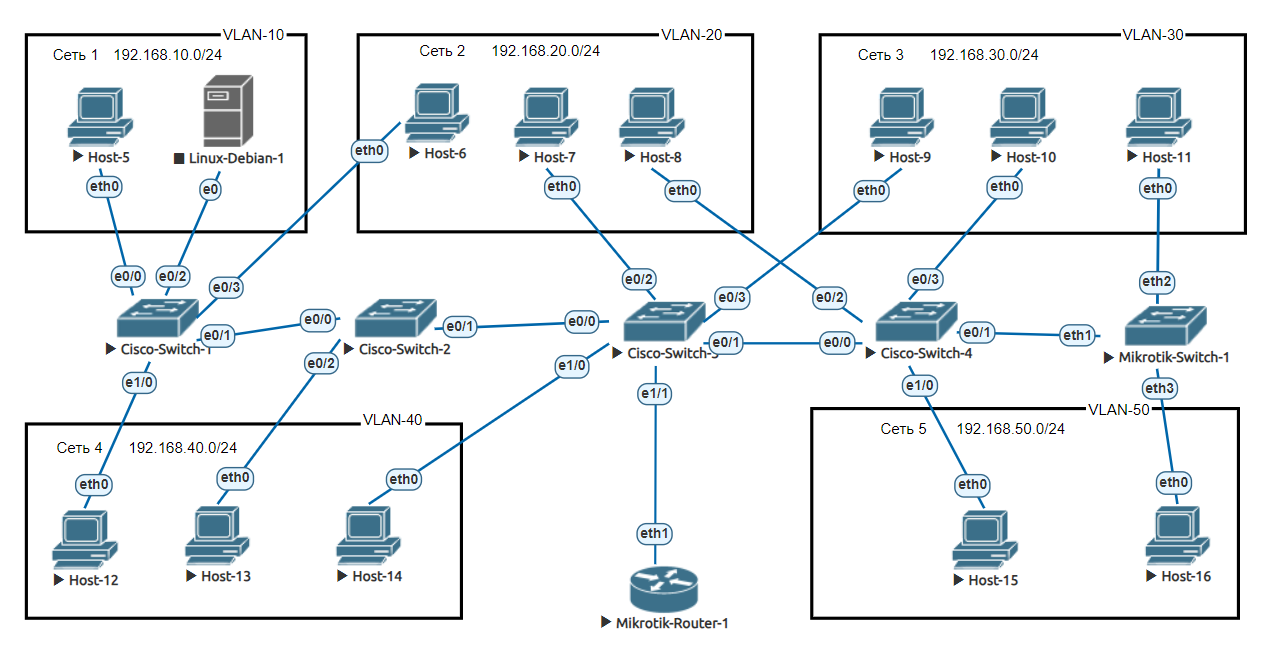 VLAN-10
VLAN-20
VLAN-30
Сеть 1 192.168.10.0/24
Сеть 2 192.168.20.0/24
Сеть 3 192.168.30.0/24
Host-5
Linux-Debian-1
Host-6
Host-7
Host-8
Host-9
Host-10
Host-11
eth0
e0
eth0
eth0
eth0
eth0
eth0
eth0
e0/0
e0/2
e0/3
e0/2
e0/3
e0/2
e0/3
eth2
Cisco-Switch-1
e0/1
e0/0
Cisco-Switch-2
e0/1
e0/0
Cisco-Switch-3
e0/1
e0/0
Cisco-Switch-4
e0/1
eth1
Mikrotik-Switch-1
e1/0
e0/2
e1/0
e1/1
e1/0
eth3
VLAN-40
VLAN-50
Сеть 4 192.168.40.0/24
Сеть 5 192.168.50.0/24
eth0
eth0
eth0
eth1
eth0
eth0
Host-12
Host-13
Host-14
Mikrotik-Router-1
Host-15
Host-16